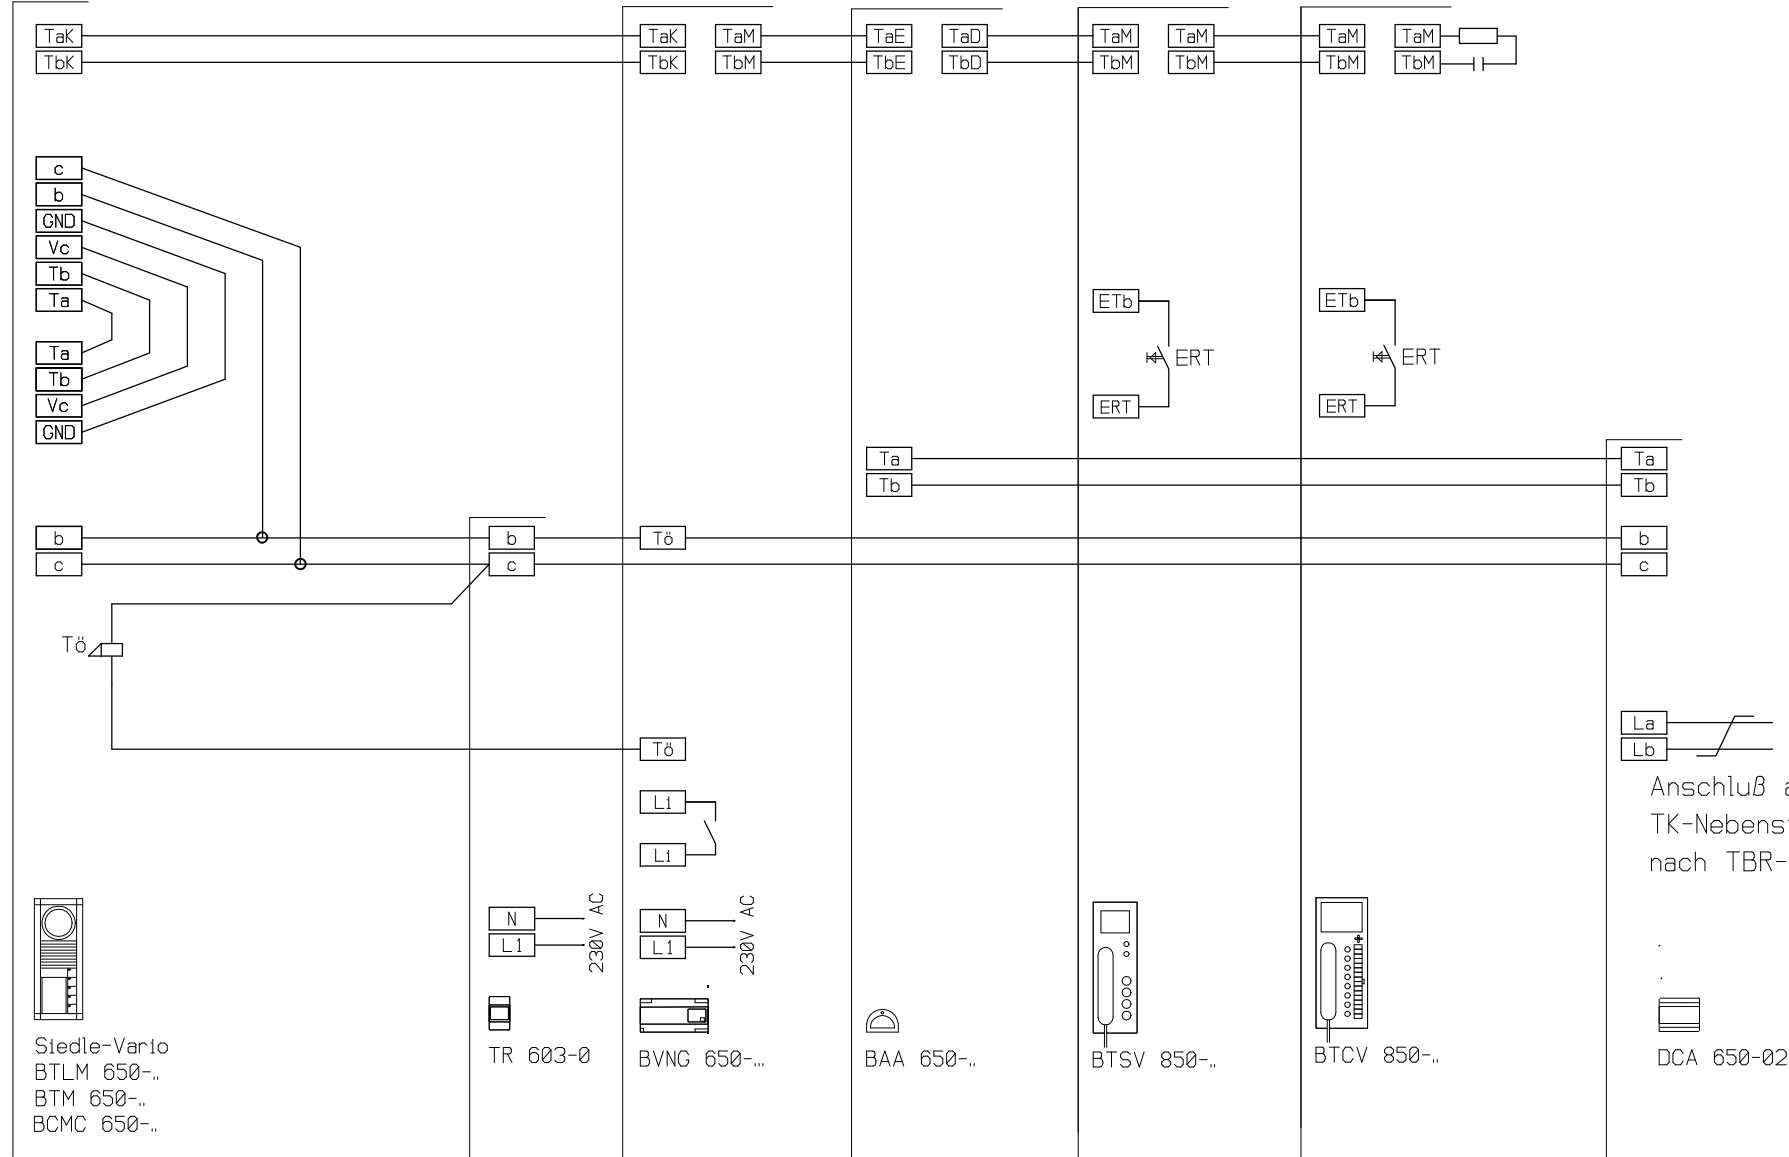 TaK TaK TaM TaE TaD TaM TaM TaM TaM
TbK TbK TbM TbE TbD TbM TbM TbM TbM
c
b
GND
Vc
Tb
Ta
ETb ETb
Ta
ERT ERT
Tb
Vc
ERT ERT
GND
Ta Ta
Tb Tb
b b Tö b
c c c
Tö
La
Tö Lb
Anschluß a
Li
TK-Nebens
Li
nach TBR-
N 230V AC N 230V AC
L1 L1
Siedle-Vario
BTLM 650-..
BTM 650-..
BCMC 650-..
TR 603-0
BVNG 650-...
BAA 650-..
BTSV 850-..
BTCV 850-..
DCA 650-02